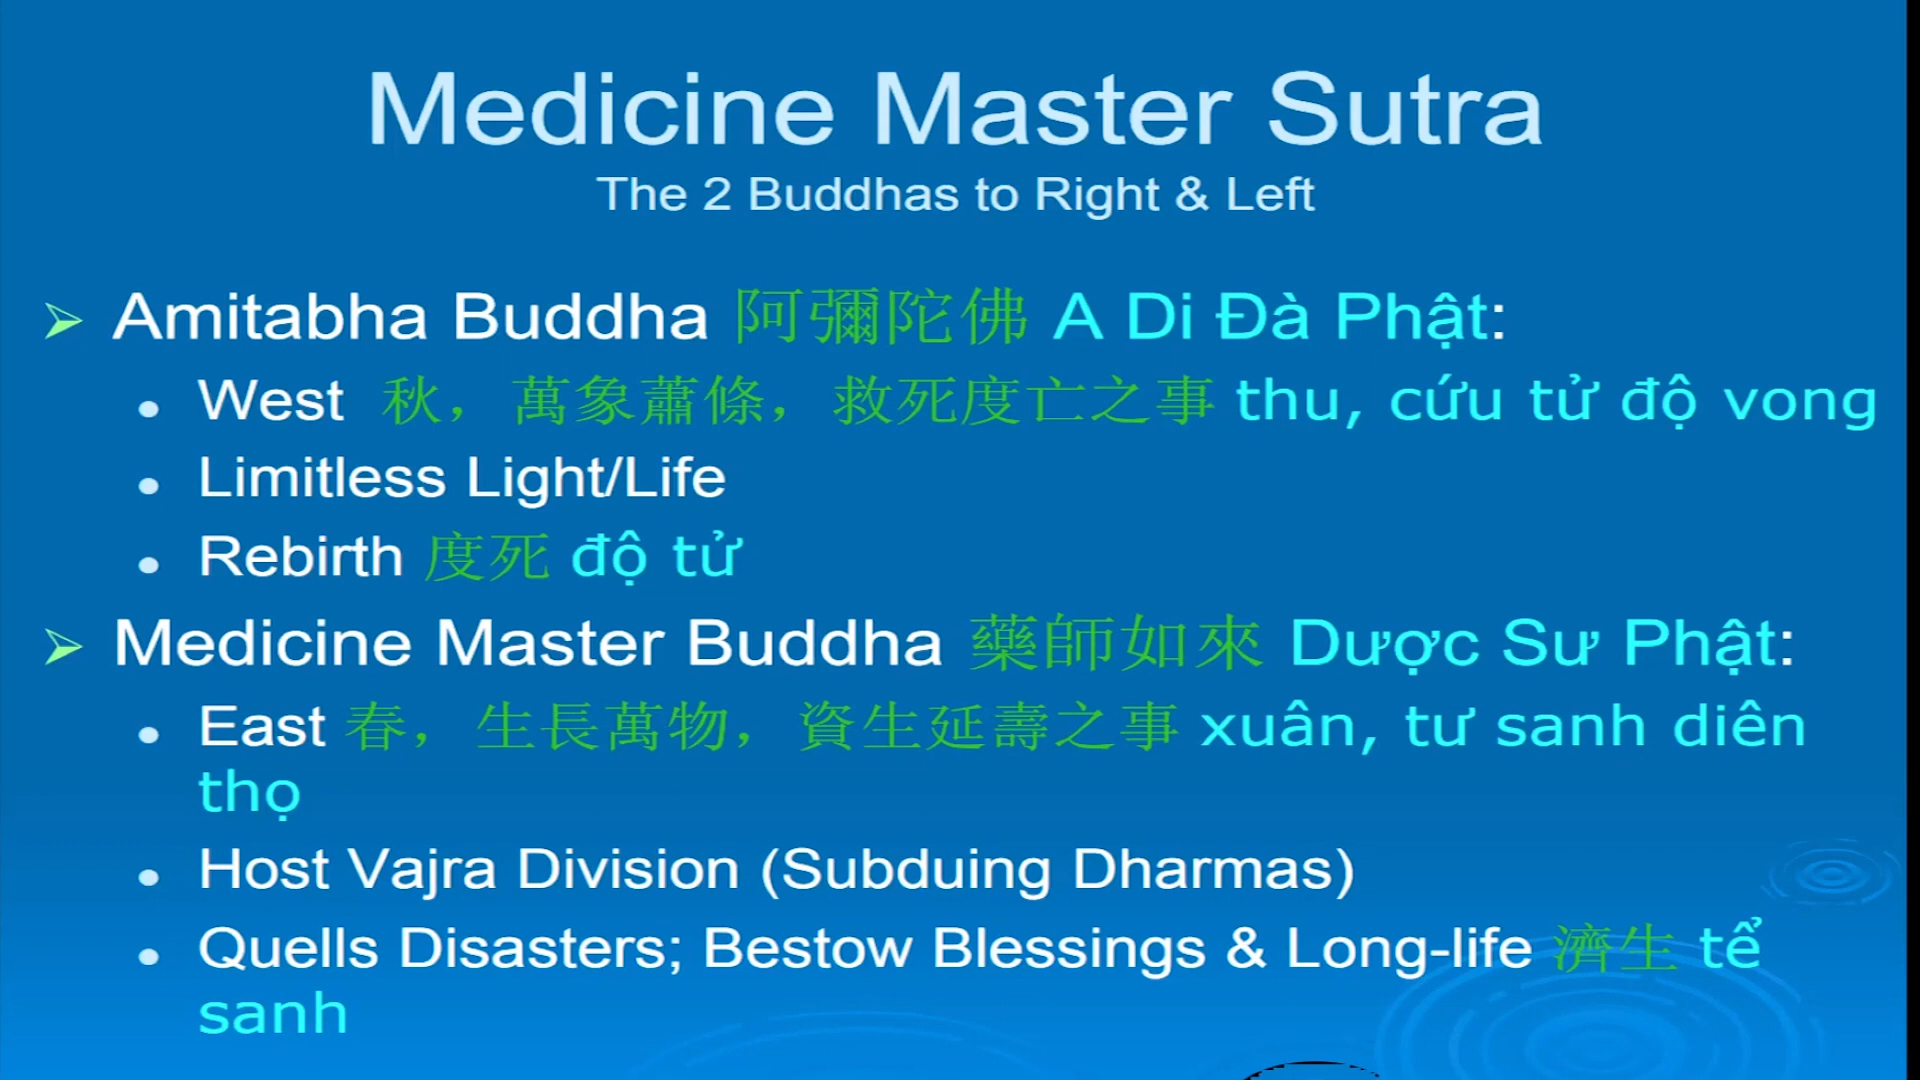 Medicine Master Sutra
The 2 Buddhas to Right & Left
Amitabha Buddha 阿彌陀佛 A Di Đà Phật:
West 秋，萬象蕭條，救死度亡之事 thu, cứu tử độ vong
Limitless Light/Life
Rebirth 度死 độ tử
Medicine Master Buddha 藥師如來 Dược Sư Phật:
East 春，生長萬物，資生延壽之事 xuân, tư sanh diên
thọ
Host Vajra Division (Subduing Dharmas)
Quells Disasters; Bestow Blessings & Long-life 濟生 tể
sanh